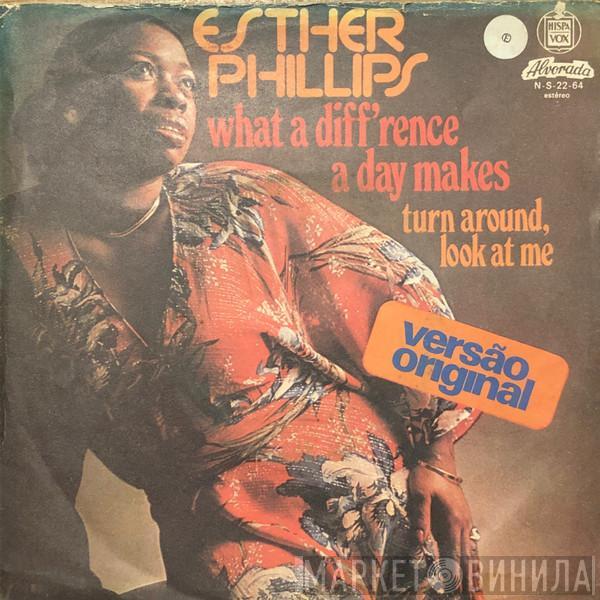 ESTHER
PHILLIPS
what a diff'rence
a day makes
turn around,
look at me
versão
original
HISPA
VOX
Alvorada
N-S-22-64
estéreo
МАРКЕТ ВИНИЛА